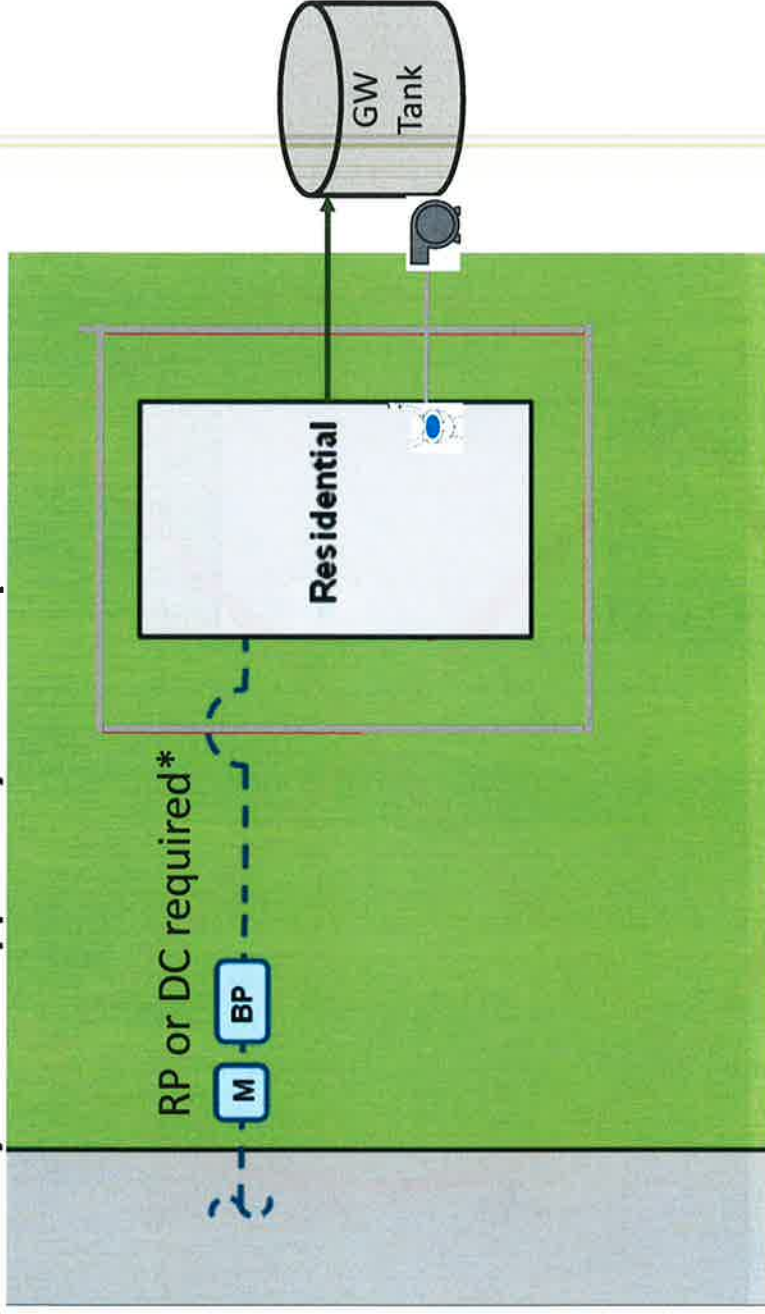 RP or DC required*
M
BP
Residential
GW
Tank